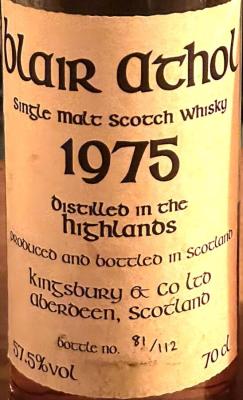 Blair Athol
Single Malt Scotch Whisky
1975
Distilled in the
Highlands
Produced and bottled in Scotland
Kingsbury & Co Ltd
Aberdeen, Scotland
Bottle no. 81/112
57.5%vol 70cl